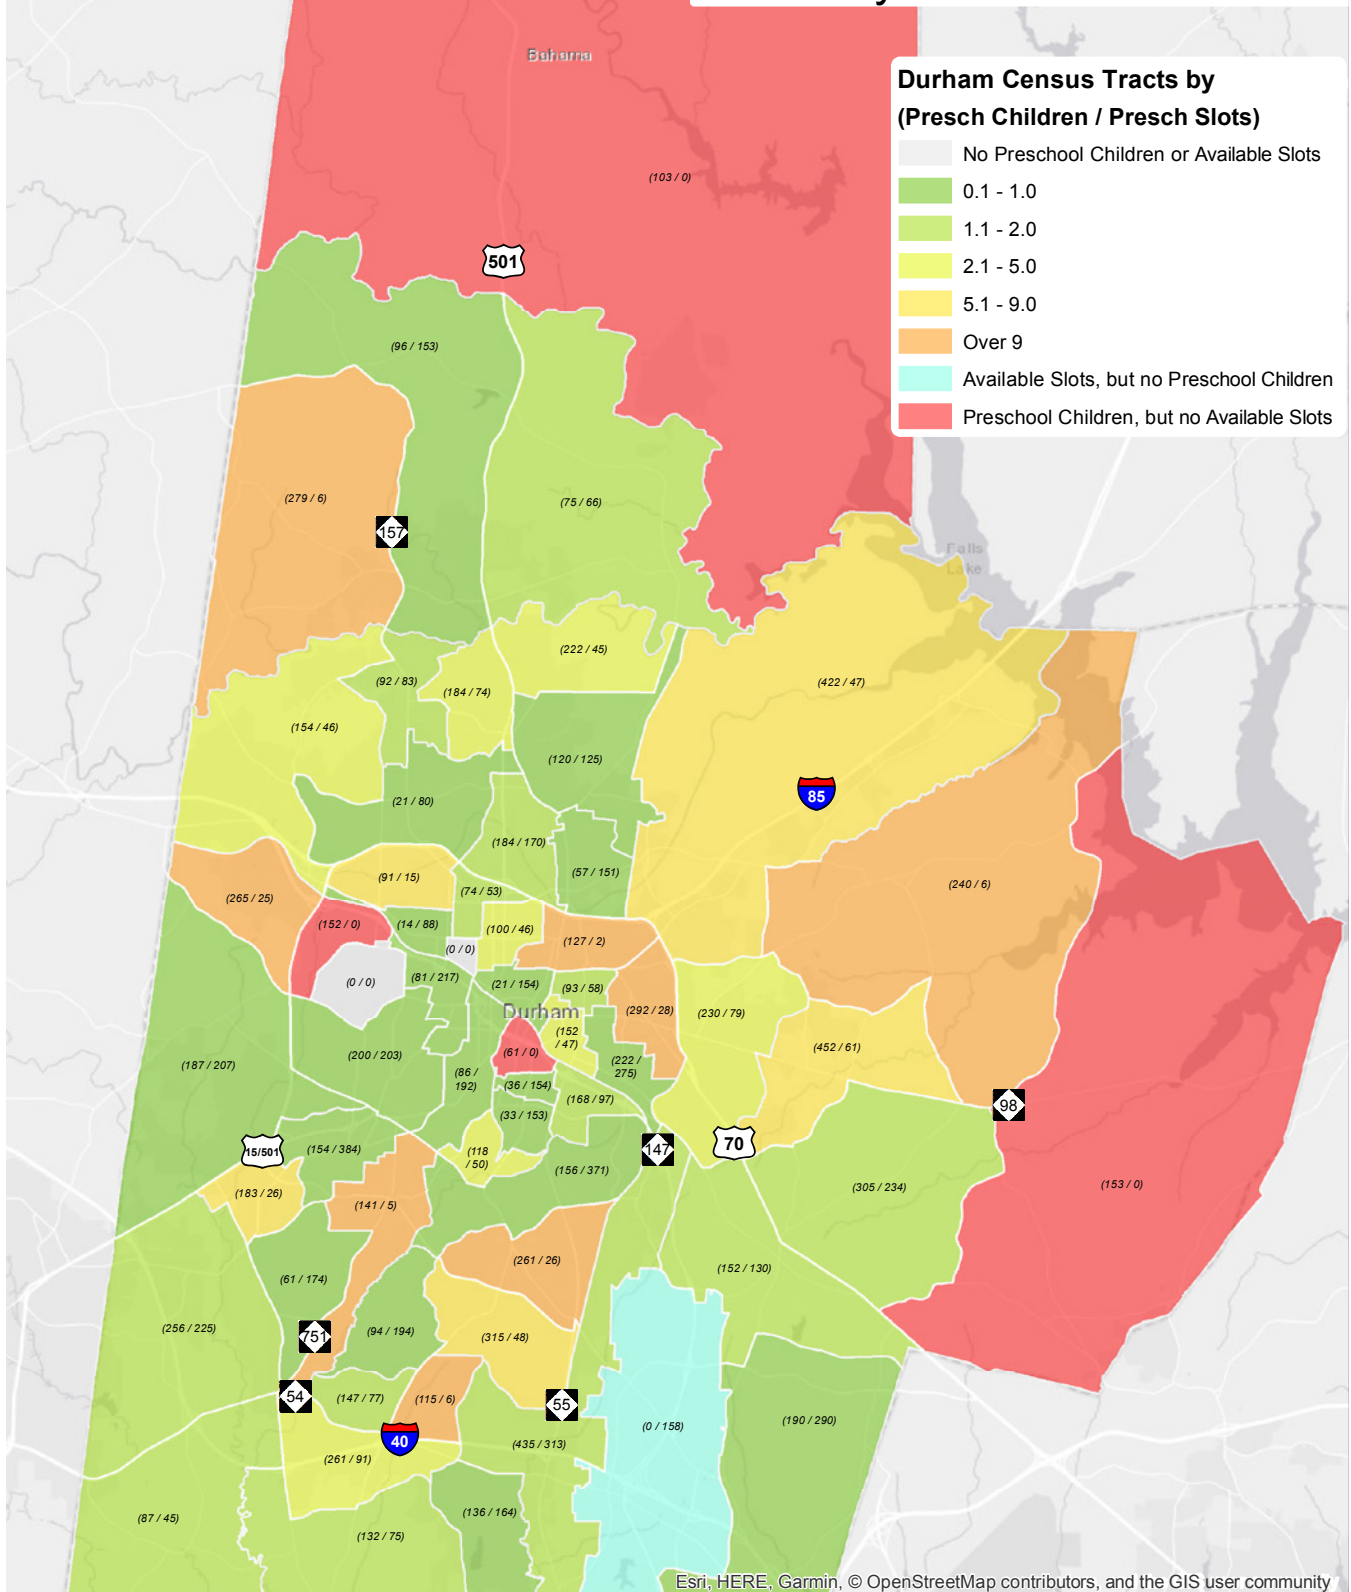 Durham Census Tracts by
(Presch Children / Presch Slots)
No Preschool Children or Available Slots
0.1 - 1.0
1.1 - 2.0
2.1 - 5.0
5.1 - 9.0
Over 9
Available Slots, but no Preschool Children
Preschool Children, but no Available Slots
Bahama
(103 / 0)
501
(96 / 153)
(279 / 6)
(75 / 66)
157
Falls
Lake
(222 / 45)
(92 / 83)
(184 / 74)
(422 / 47)
(154 / 46)
(120 / 125)
85
(21 / 80)
(184 / 170)
(57 / 151)
(91 / 15)
(74 / 53)
(240 / 6)
(265 / 25)
(152 / 0)
(14 / 88)
(100 / 46)
(127 / 2)
(0 / 0)
(0 / 0)
(81 / 217)
(21 / 154)
(93 / 58)
Durham
(292 / 28)
(230 / 79)
(152
/ 47)
(452 / 61)
(187 / 207)
(200 / 203)
(61 / 0)
(222 /
275)
(86 /
192)
(36 / 154)
(168 / 97)
98
(33 / 153)
15/501
(154 / 384)
(118
/ 50)
147
70
(156 / 371)
(183 / 26)
(141 / 5)
(305 / 234)
(153 / 0)
(261 / 26)
(152 / 130)
(61 / 174)
(256 / 225)
751
(94 / 194)
(315 / 48)
54
(147 / 77)
(115 / 6)
55
(0 / 158)
(190 / 290)
40
(435 / 313)
(261 / 91)
(87 / 45)
(136 / 164)
(132 / 75)
Esri, HERE, Garmin, © OpenStreetMap contributors, and the GIS user community